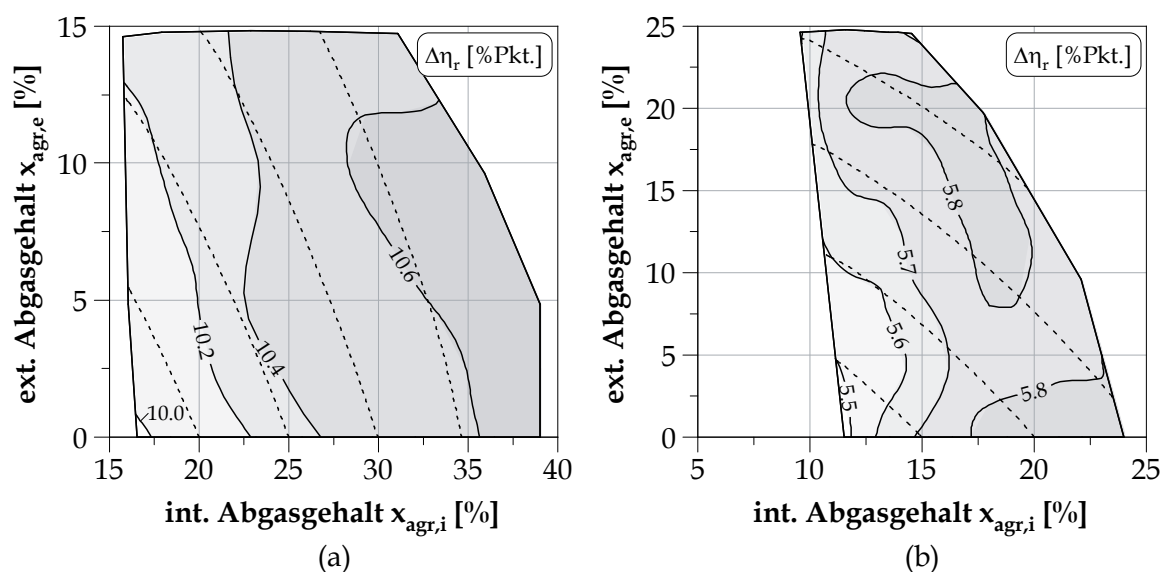 Δη_r [%Pkt.]
15
10
5
0
ext. Abgasgehalt x_agr,e [%]
10.0
10.2
10.4
10.6
15 20 25 30 35 40
int. Abgasgehalt x_agr,i [%]
(a)
Δη_r [%Pkt.]
25
20
15
10
5
0
ext. Abgasgehalt x_agr,e [%]
5.8
5.7
5.6
5.5
5.8
5 10 15 20 25
int. Abgasgehalt x_agr,i [%]
(b)